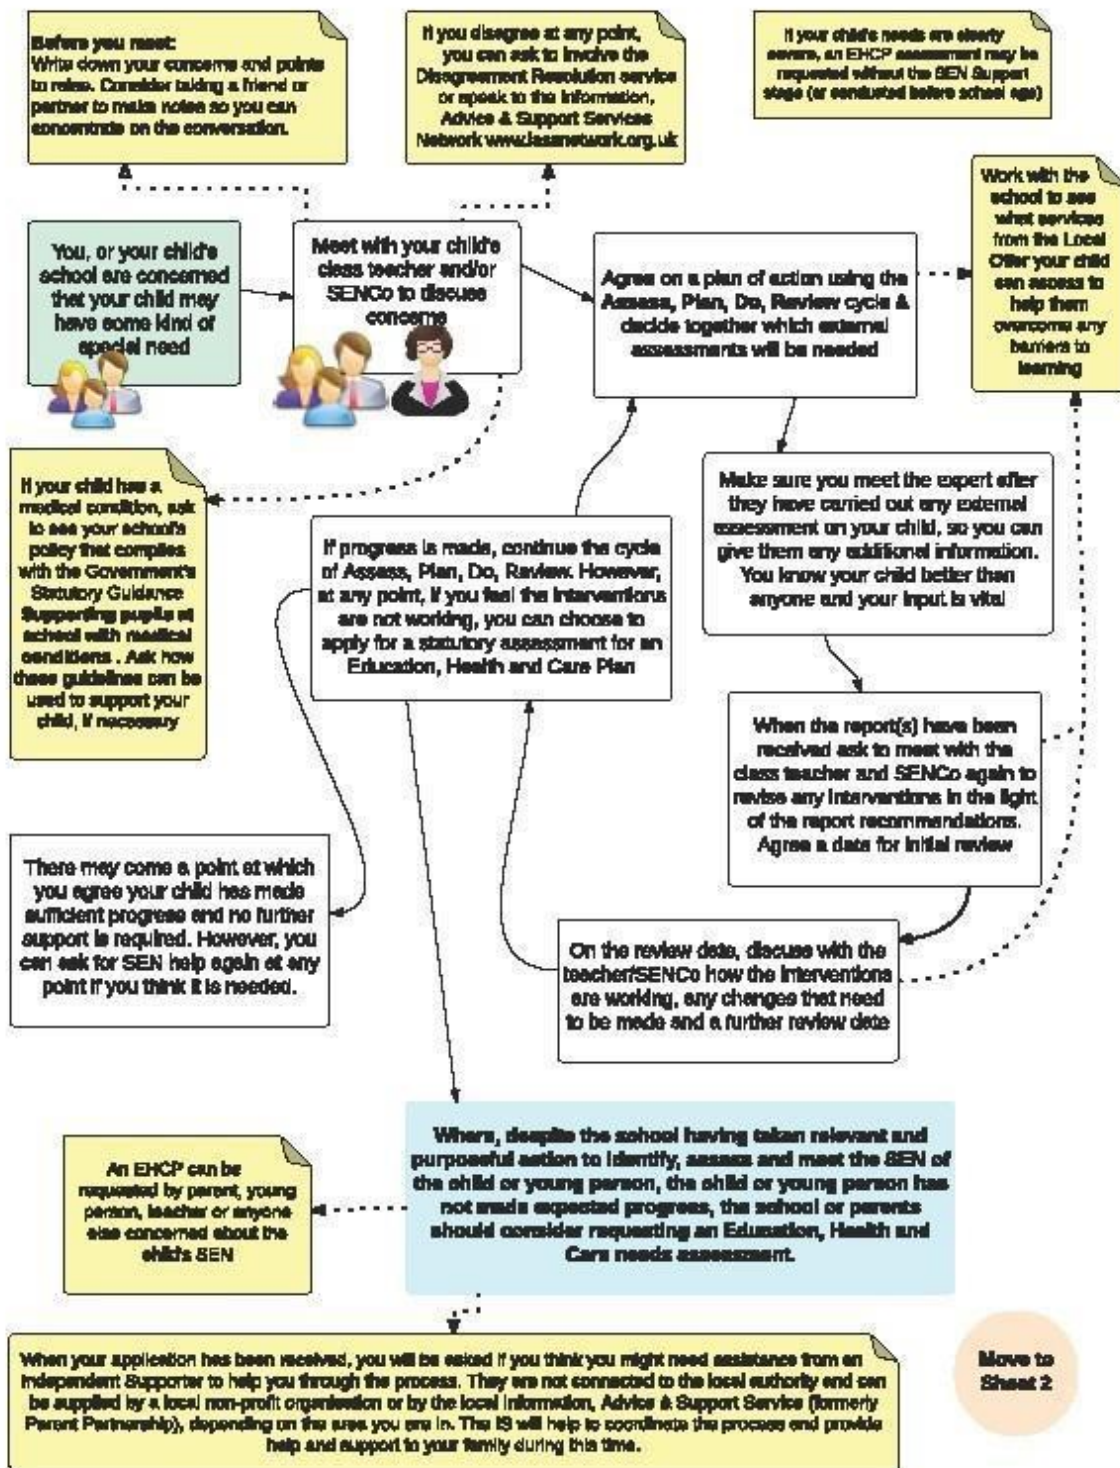 Before you meet:
Write down your concerns and points
to raise. Consider taking a friend or
partner to make notes so you can
concentrate on the conversation.
If you disagree at any point,
you can ask to involve the
Disagreement Resolution service
or speak to the Information,
Advice & Support Services
Network www.iassnetwork.org.uk
If your child's needs are clearly
severe, an EHCP assessment may be
requested without the SEN Support
stage (or conducted before school age)
You, or your child's
school are concerned
that your child may
have some kind of
special need
Meet with your child's
class teacher and/or
SENCo to discuss
concerns
Agree on a plan of action using the
Assess, Plan, Do, Review cycle &
decide together which external
assessments will be needed
Work with the
school to see
what services
from the Local
Offer your child
can access to
help them
overcome any
barriers to
learning
If your child has a
medical condition, ask
to see your school's
policy that complies
with the Government's
Statutory Guidance
Supporting pupils at
school with medical
conditions . Ask how
these guidelines can be
used to support your
child, if necessary
If progress is made, continue the cycle
of Assess, Plan, Do, Review. However,
at any point, if you feel the interventions
are not working, you can choose to
apply for a statutory assessment for an
Education, Health and Care Plan
Make sure you meet the expert after
they have carried out any external
assessment on your child, so you can
give them any additional information.
You know your child better than
anyone and your input is vital
When the report(s) have been
received ask to meet with the
class teacher and SENCo again to
revise any interventions in the light
of the report recommendations.
Agree a date for initial review
There may come a point at which
you agree your child has made
sufficient progress and no further
support is required. However, you
can ask for SEN help again at any
point if you think it is needed.
On the review date, discuss with the
teacher/SENCo how the interventions
are working, any changes that need
to be made and a further review date
Where, despite the school having taken relevant and
purposeful action to identify, assess and meet the SEN of
the child or young person, the child or young person has
not made expected progress, the school or parents
should consider requesting an Education, Health and
Care needs assessment.
An EHCP can be
requested by parent, young
person, teacher or anyone
else concerned about the
child's SEN
When your application has been received, you will be asked if you think you might need assistance from an
Independent Supporter to help you through the process. They are not connected to the local authority and can
be supplied by a local non-profit organisation or by the local Information, Advice & Support Service (formerly
Parent Partnership), depending on the area you are in. The IS will help to coordinate the process and provide
help and support to your family during this time.
Move to
Sheet 2